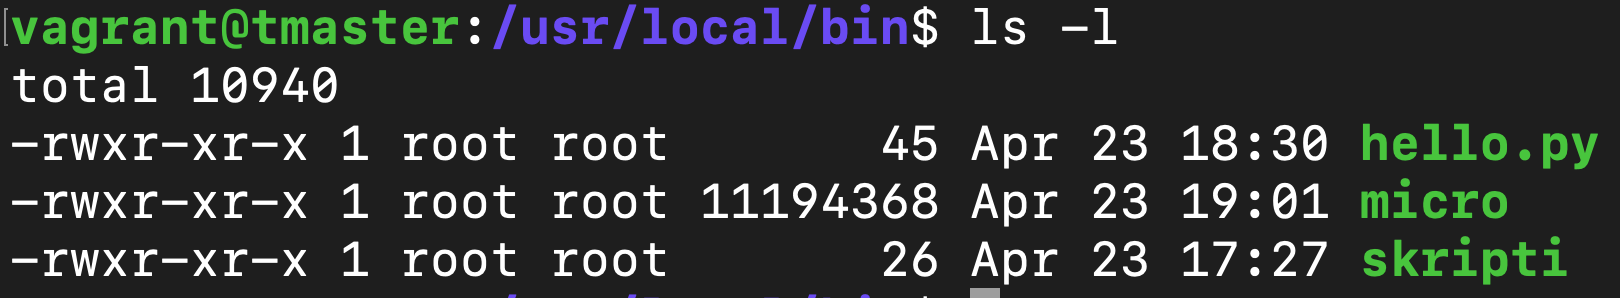 vagrant@tmaster:/usr/local/bin$ ls -l
total 10940
-rwxr-xr-x 1 root root       45 Apr 23 18:30 hello.py
-rwxr-xr-x 1 root root 11194368 Apr 23 19:01 micro
-rwxr-xr-x 1 root root       26 Apr 23 17:27 skripti